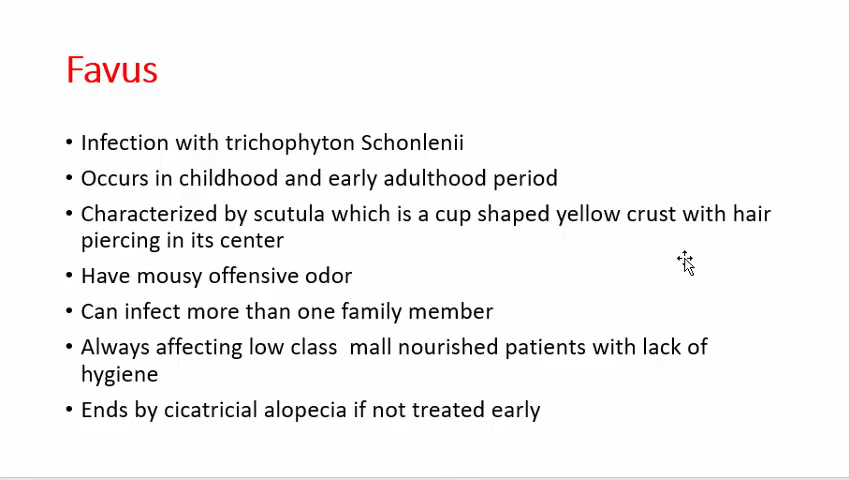 Favus
• Infection with trichophyton Schonlenii
• Occurs in childhood and early adulthood period
• Characterized by scutula which is a cup shaped yellow crust with hair
piercing in its center
• Have mousy offensive odor
• Can infect more than one family member
• Always affecting low class  mall nourished patients with lack of
hygiene
• Ends by cicatricial alopecia if not treated early